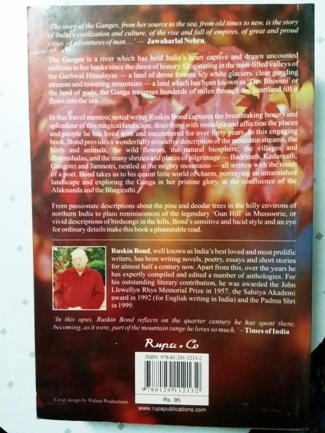 'The story of the Ganges, from her source to the sea, from old times to new, is the story
of India's civilization and culture, of the rise and fall of empires, of great and proud
cities, of adventures of man . . .' — Jawaharlal Nehru.
The Ganges is a river which has held India's heart captive and drawn uncounted
millions to her banks since the dawn of history. Originating in the mist-filled valleys of
the Garhwal Himalayas — a land of dense forests, icy white glaciers, clear gurgling
streams and towering mountains — a land which has been known as 'Dev Bhoomi' or
the land of gods, the Ganga traverses hundreds of miles through the heartland till it
flows into the sea.
In this travel memoir, noted writer Ruskin Bond captures the breathtaking beauty and
splendour of this magical landscape, describing with nostalgia and affection the places
and people he has lived with and encountered for over forty years. In this engaging
book, Bond provides a wonderfully vivid description of the mountain streams, the
birds and animals, the wild flowers, the natural biosphere; the villages and
dharmshalas, and the many shrines and places of pilgrimage — Badrinath, Kedarnath,
Gangotri and Jamnotri, nestled in the mighty mountains — all written with the touch
of a poet. Bond takes us to his quaint little world of charm, portraying an untarnished
landscape and exploring the Ganga in her pristine glory, at the confluence of the
Alaknanda and the Bhagirathi.
From passionate descriptions about the pine and deodar trees in the hilly environs of
northern India to plain reminiscences of the legendary 'Gun Hill' in Mussoorie, or
vivid descriptions of birdsongs in the hills, Bond's sensitive and lucid style and an eye
for ordinary details make this book a pleasurable read.
Ruskin Bond, well known as India's best loved and most prolific
writers, has been writing novels, poetry, essays and short stories
for almost half a century now. Apart from this, over the years he
has expertly compiled and edited a number of anthologies. For
his outstanding literary contribution, he was awarded the John
Llewellyn Rhys Memorial Prize in 1957, the Sahitya Akademi
award in 1992 (for English writing in India) and the Padma Shri
in 1999.
'In this opus, Ruskin Bond reflects on the quarter century he has spent there,
becoming, as it were, part of the mountain range he loves so much.' – Times of India
Rupa & Co
ISBN 978-81-291-1213-2
9 788129 112132
Rs. 95
Cover design by Walnut Productions
www.rupapublications.com